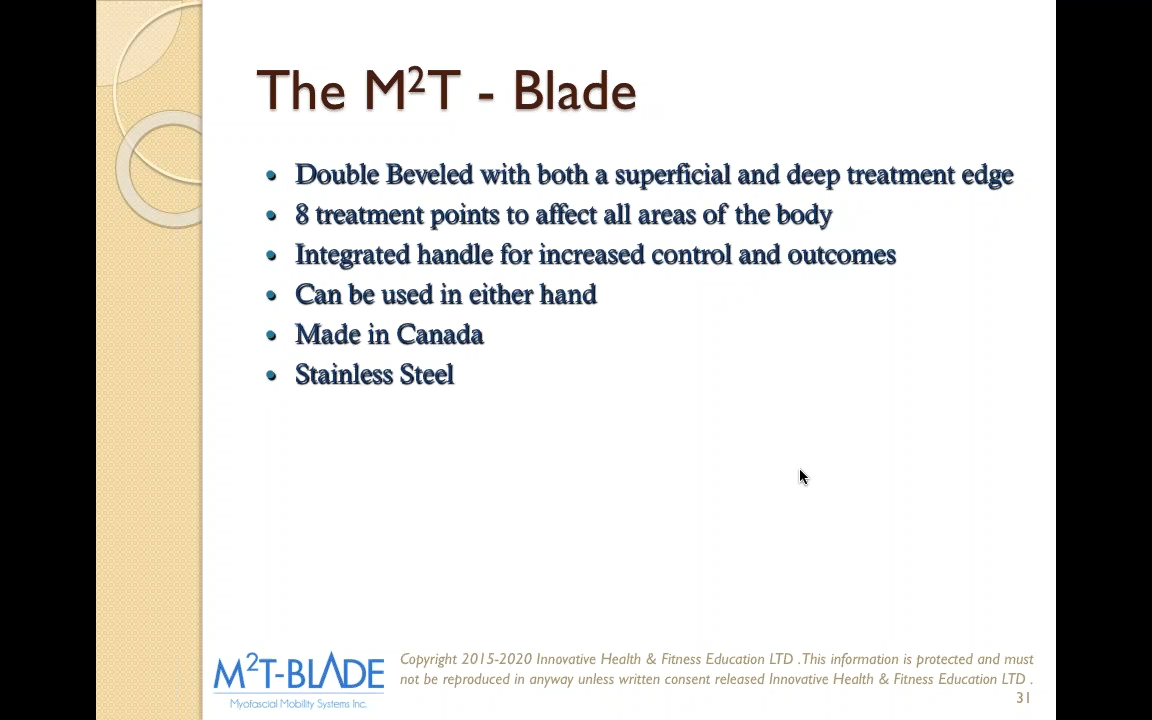 The M²T - Blade
• Double Beveled with both a superficial and deep treatment edge
• 8 treatment points to affect all areas of the body
• Integrated handle for increased control and outcomes
• Can be used in either hand
• Made in Canada
• Stainless Steel
M²T-BLADE
Myofascial Mobility Systems Inc.
Copyright 2015-2020 Innovative Health & Fitness Education LTD .This information is protected and must
not be reproduced in anyway unless written consent released Innovative Health & Fitness Education LTD .
31